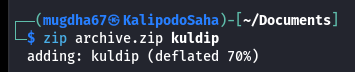 ┌──(mugdha67㉿KalipodoSaha)-[~/Documents]
└─$ zip archive.zip kuldip
adding: kuldip (deflated 70%)